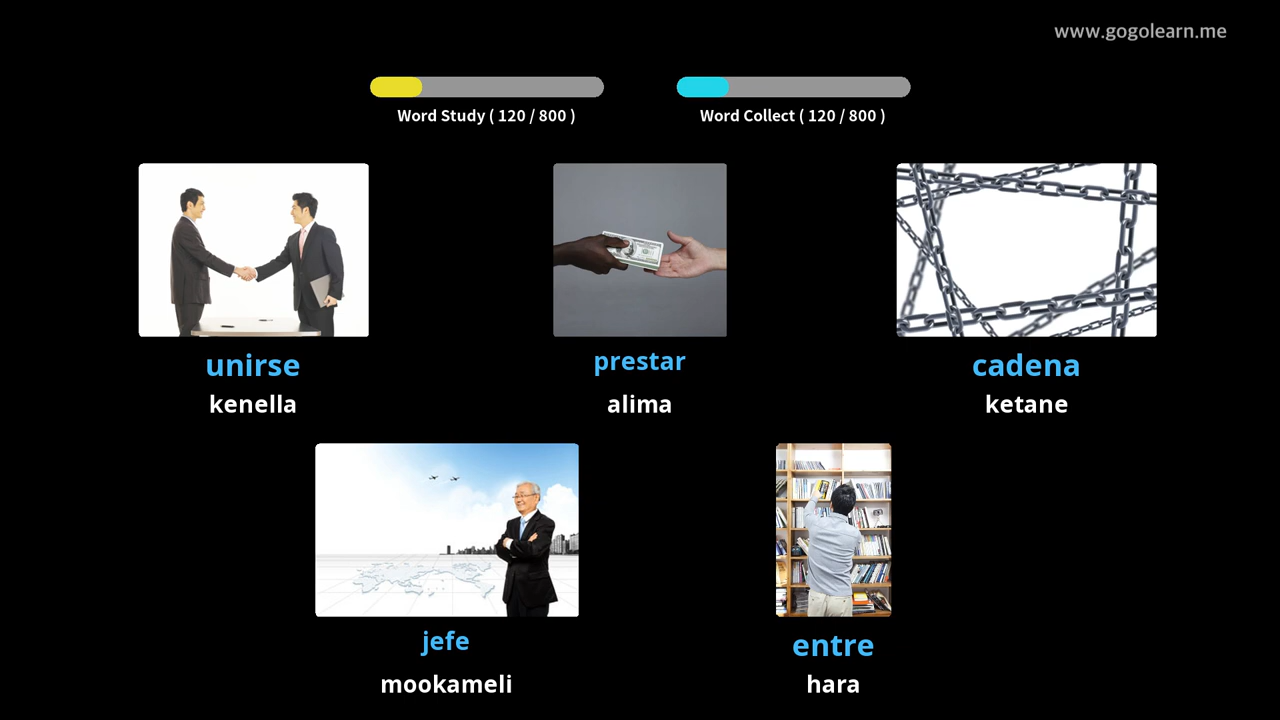 www.gogolearn.me
Word Study ( 120 / 800 )
Word Collect ( 120 / 800 )
unirse
kenella
prestar
alima
cadena
ketane
jefe
mookameli
entre
hara